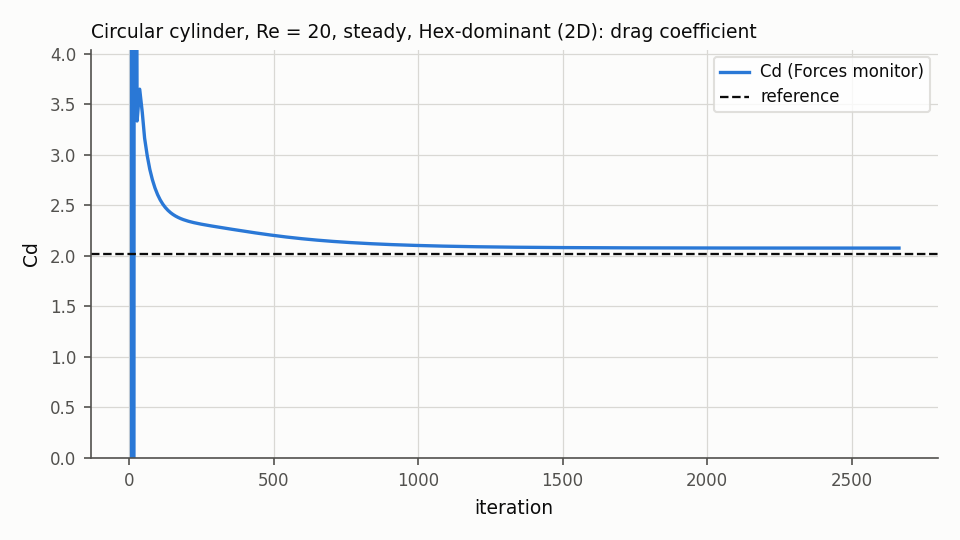 Circular cylinder, Re = 20, steady, Hex-dominant (2D): drag coefficient
Cd (Forces monitor)
reference
4.0
3.5
3.0
2.5
2.0
1.5
1.0
0.5
0.0
Cd
0 500 1000 1500 2000 2500
iteration